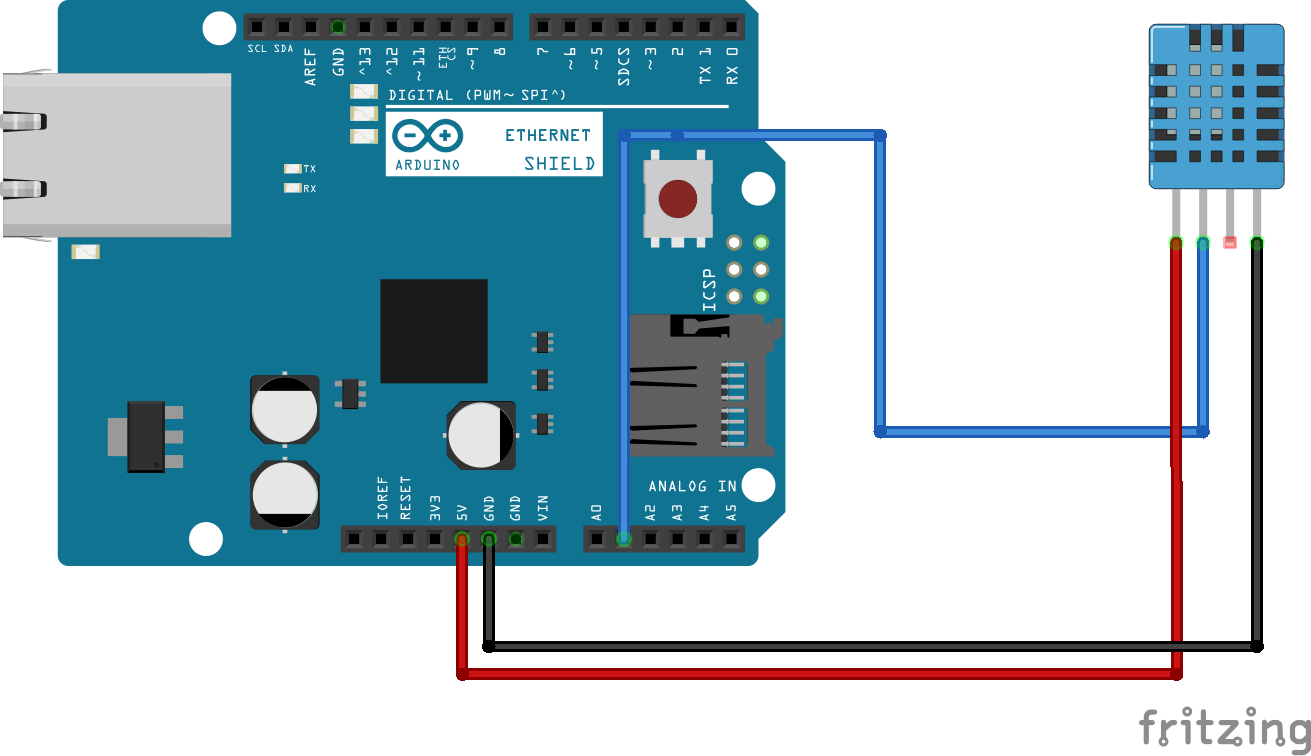 SCL SDA AREF GND ^13 ^12 ~11 ETH CS ~9 8 7 ~6 ~5 SDCS ~3 2 TX 1 RX 0
DIGITAL (PWM~ SPI^)
ETHERNET
SHIELD
ARDUINO
TX
RX
ICSP
ANALOG IN
IOREF RESET 3V3 5V GND GND VIN A0 A2 A3 A4 A5
fritzing